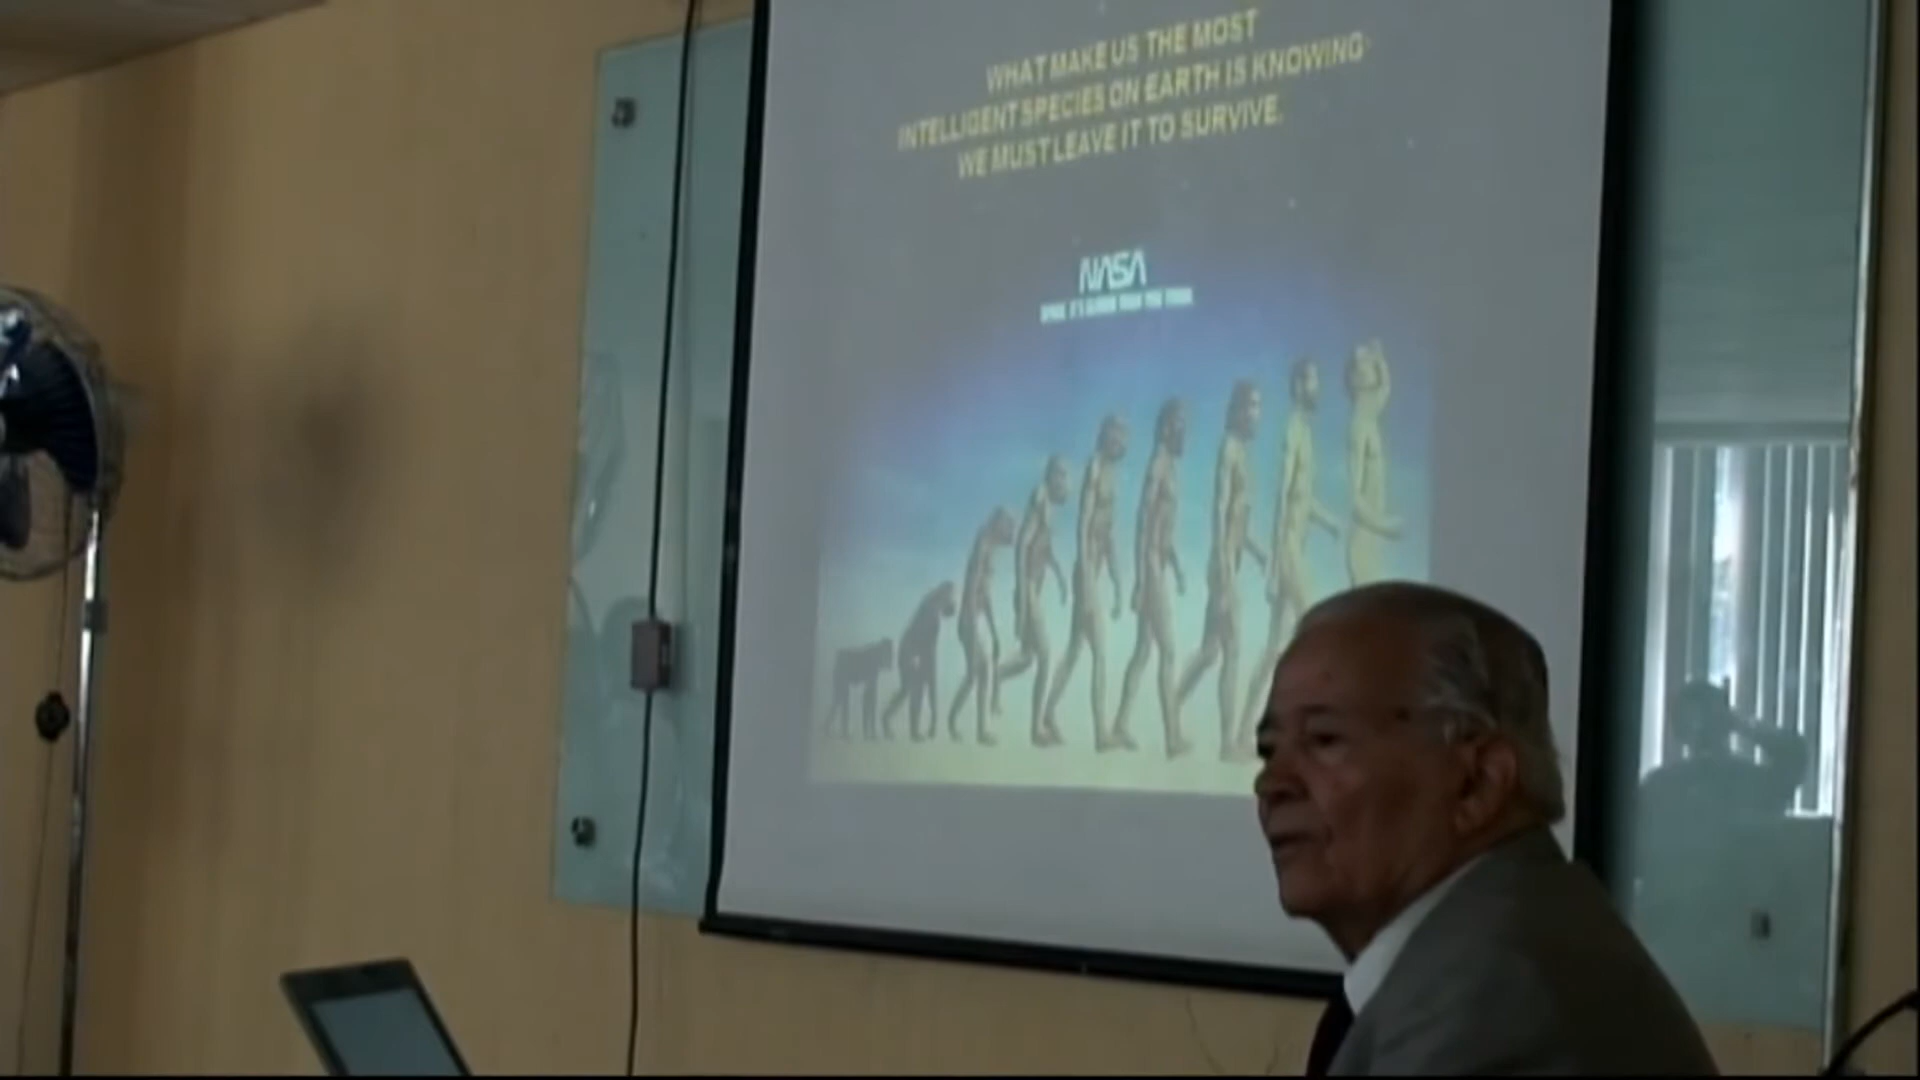 WHAT MAKE US THE MOST
INTELLIGENT SPECIES ON EARTH IS KNOWING
WE MUST LEAVE IT TO SURVIVE.
NASA